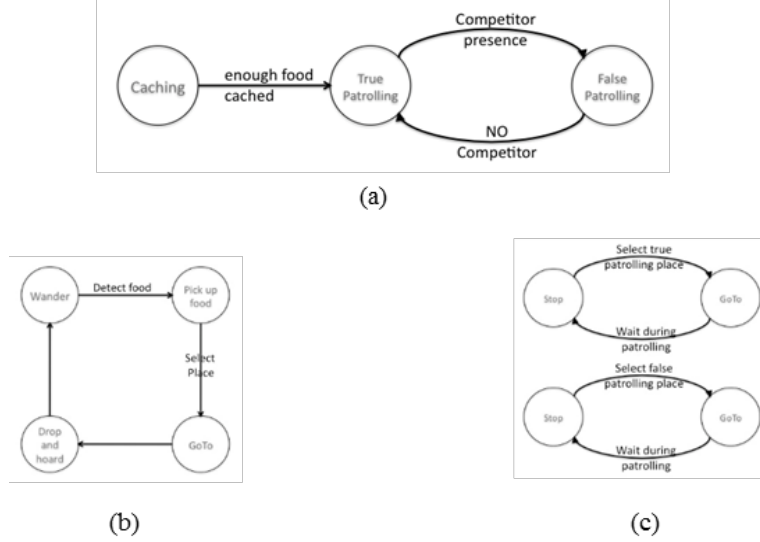 Competitor
presence
enough food
cached
Caching
True
Patrolling
False
Patrolling
NO
Competitor
(a)
Wander
Detect food
Pick up
food
Select
Place
Drop
and
hoard
GoTo
(b)
Select true
patrolling place
Stop
GoTo
Wait during
patrolling
Select false
patrolling place
Stop
GoTo
Wait during
patrolling
(c)